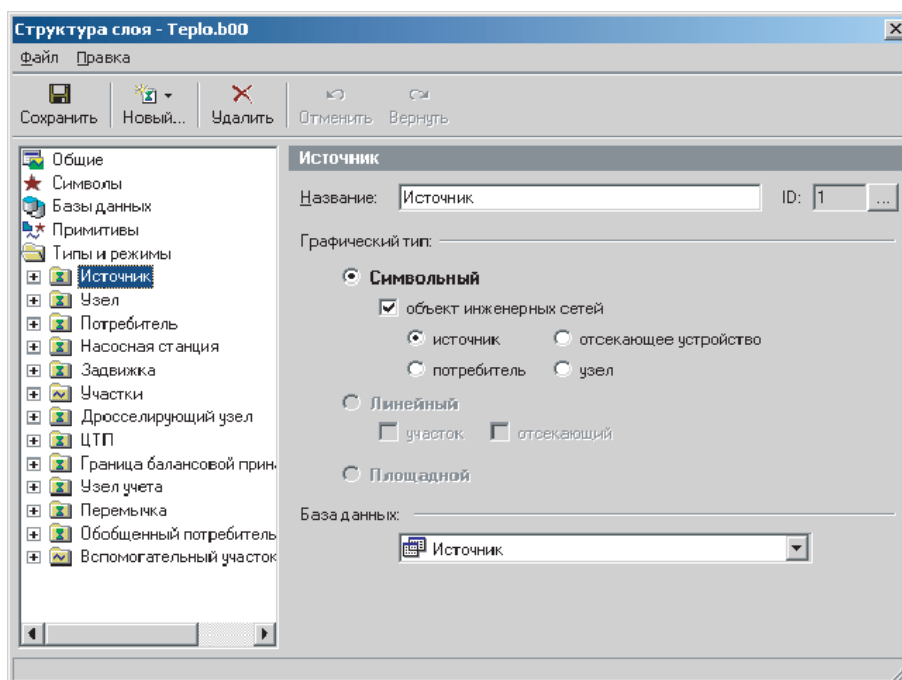 Структура слоя - Teplo.b00
Файл Правка
Сохранить Новый... Удалить Отменить Вернуть
Общие
Символы
Базы данных
Примитивы
Типы и режимы
Источник
Узел
Потребитель
Насосная станция
Задвижка
Участки
Дросселирующий узел
ЦТП
Граница балансовой прин
Узел учета
Перемычка
Обобщенный потребитель
Вспомогательный участок
Источник
Название: Источник ID: 1 ...
Графический тип:
Символьный
объект инженерных сетей
источник отсекающее устройство
потребитель узел
Линейный
участок отсекающий
Площадной
База данных:
Источник